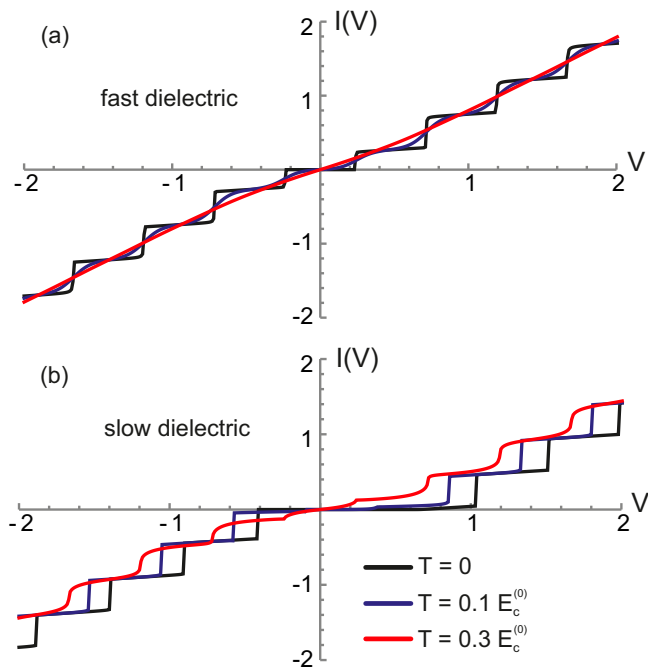 (a)
I(V)
2
fast dielectric
1
V
-2
-1
1
2
-1
-2
(b)
I(V)
2
slow dielectric
1
V
-2
-1
1
2
-1
-2
T = 0
T = 0.1 E_c^(0)
T = 0.3 E_c^(0)